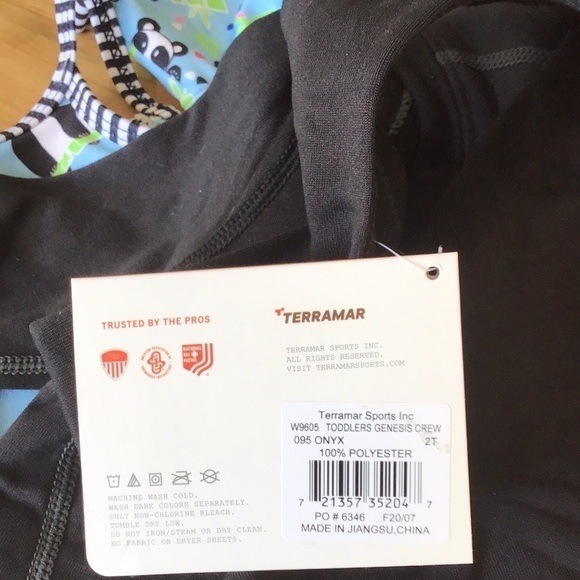 TRUSTED BY THE PROS
TERRAMAR
TERRAMAR SPORTS INC.
ALL RIGHTS RESERVED.
VISIT TERRAMARSPORTS.COM
Terramar Sports Inc
W9605 TODDLERS GENESIS CREW
095 ONYX 2T
100% POLYESTER
7 21357 35204 7
PO # 6346 F20/07
MADE IN JIANGSU,CHINA
MACHINE WASH COLD.
WASH DARK COLORS SEPARATELY.
ONLY NON-CHLORINE BLEACH.
TUMBLE DRY LOW.
DO NOT IRON/STEAM OR DRY CLEAN.
NO FABRIC OR DRYER SHEETS.